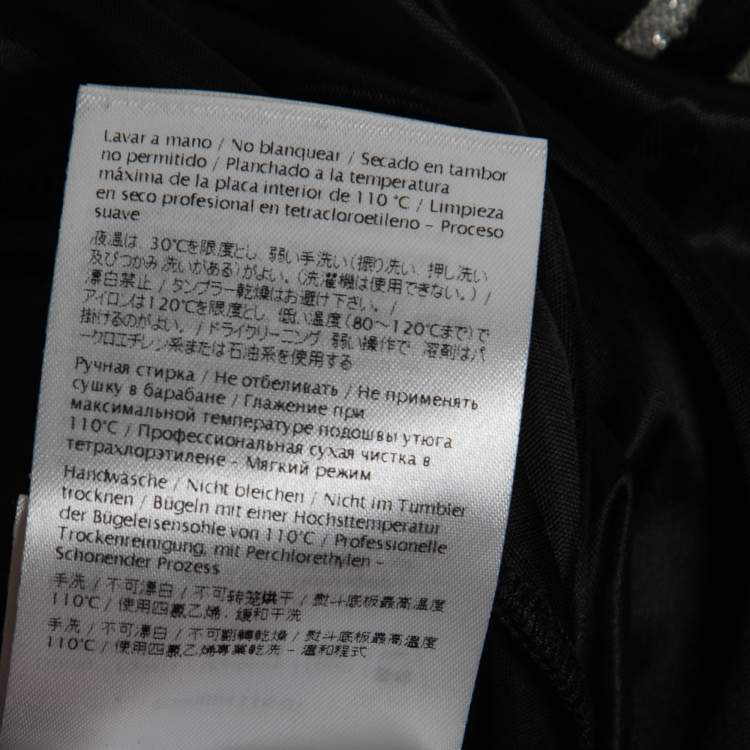 Lavar a mano / No blanquear / Secado en tambor
no permitido / Planchado a la temperatura
máxima de la placa interior de 110 °C / Limpieza
en seco profesional en tetracloroetileno - Proceso
suave
液温は、30℃を限度とし、弱い手洗い(振り洗い、押し洗い
及びつかみ洗いがある)がよい。(洗濯機は使用できない。) /
漂白禁止 / タンブラー乾燥はお避け下さい。 /
アイロンは120℃を限度とし、低い温度(80～120℃まで)で
掛けるのがよい。 / ドライクリーニング、弱い操作で、溶剤はパ
ークロエチレン系または石油系を使用する
Ручная стирка / Не отбеливать / Не применять
сушку в барабане / Глажение при
максимальной температуре подошвы утюга
110°C / Профессиональная сухая чистка в
тетрахлорэтилене - Мягкий режим
Handwäsche / Nicht bleichen / Nicht im Tumbler
trocknen / Bügeln mit einer Höchsttemperatur
der Bügeleisensohle von 110°C / Professionelle
Trockenreinigung, mit Perchlorethylen -
Schonender Prozess
手洗 / 不可漂白 / 不可转笼烘干 / 熨斗底板最高温度
110℃ / 使用四氯乙烯,缓和干洗
手洗 / 不可漂白 / 不可翻轉乾燥 / 熨斗底板最高溫度
110℃ / 使用四氯乙烯專業乾洗 - 溫和程式